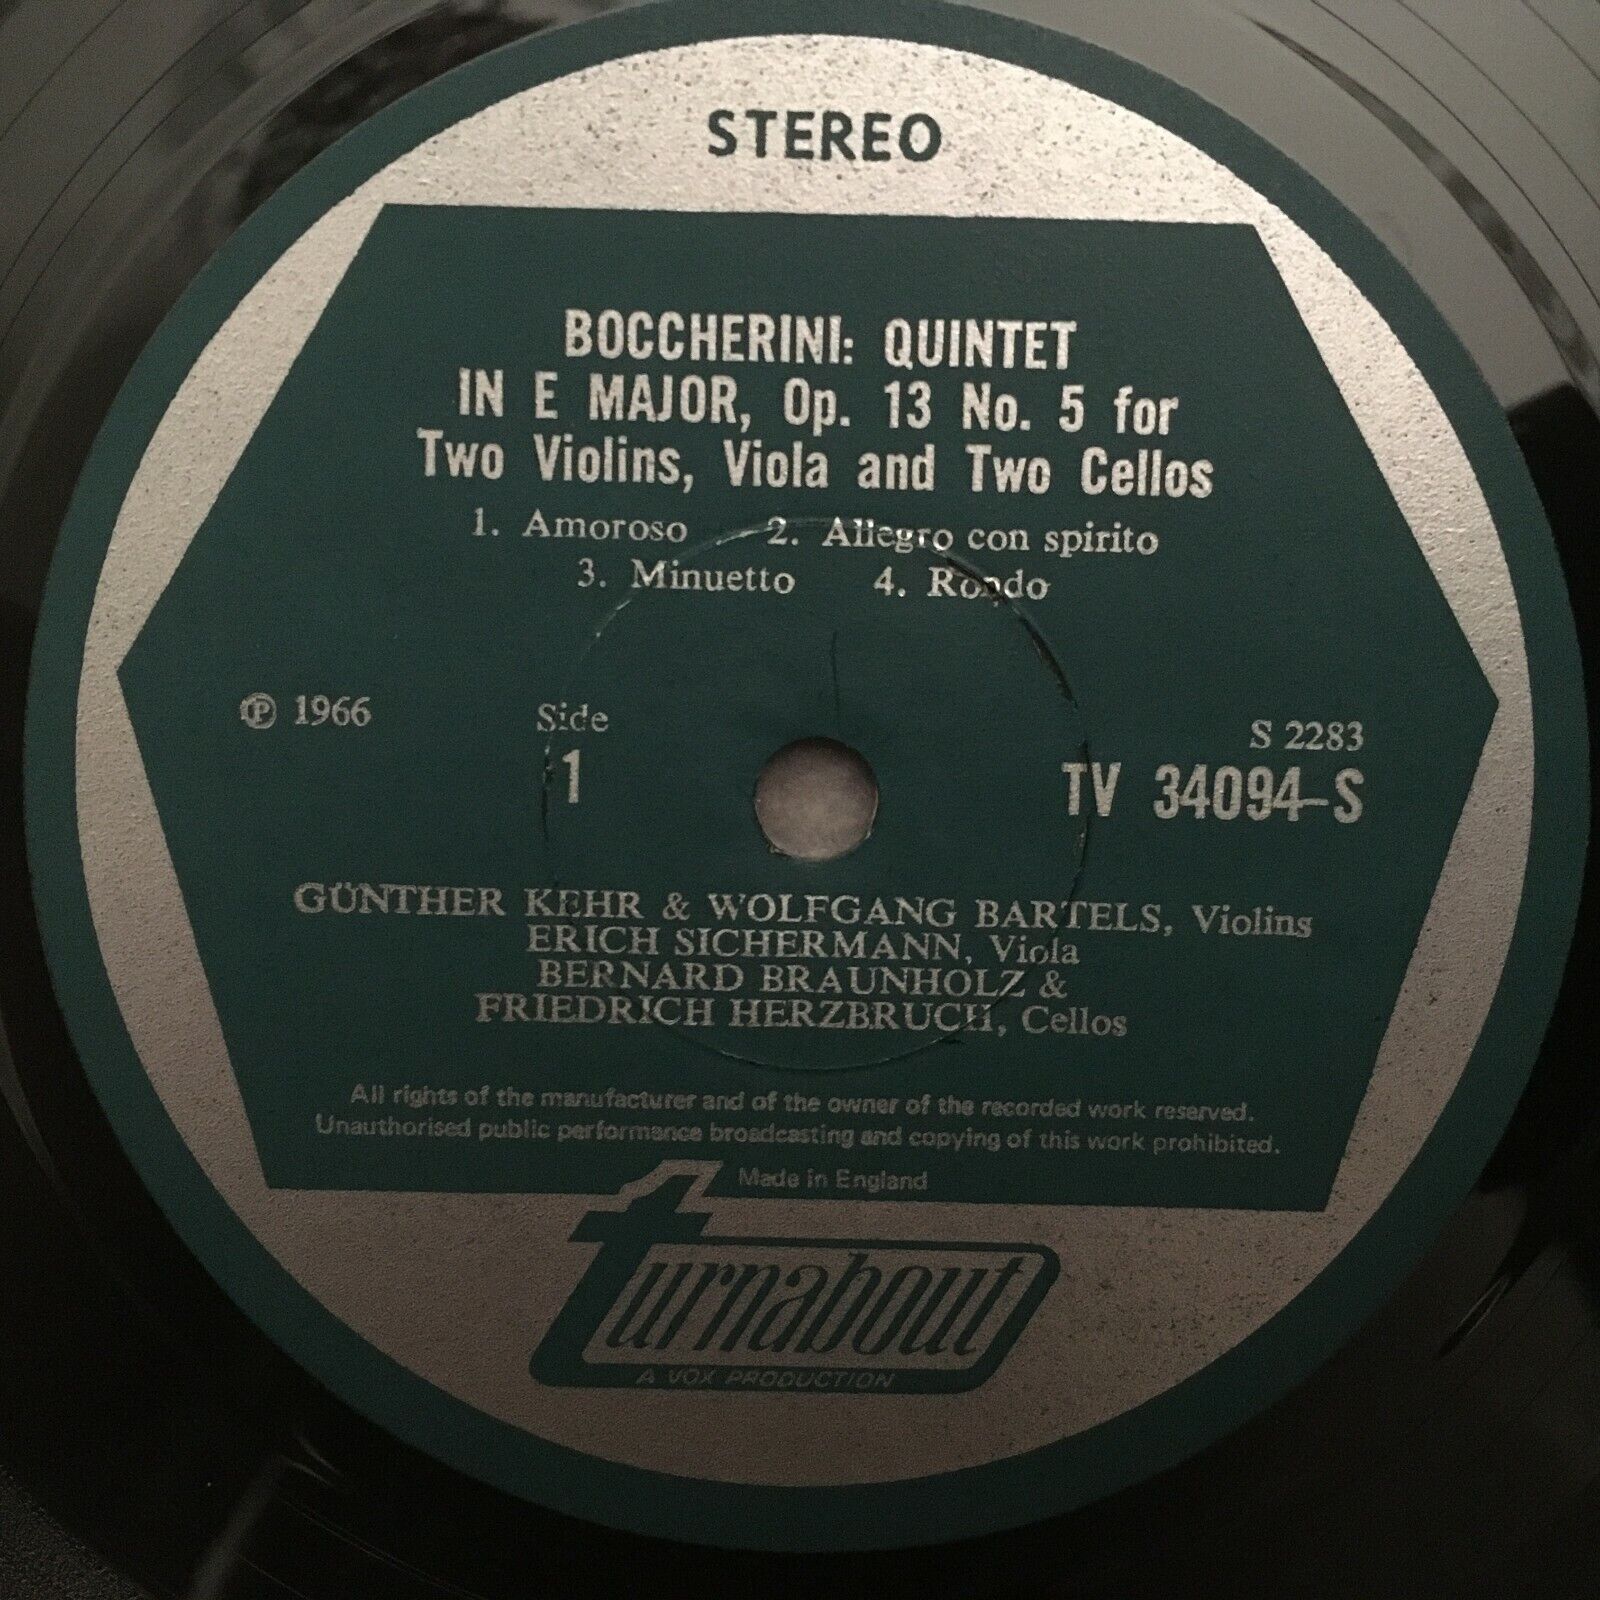 STEREO
BOCCHERINI: QUINTET
IN E MAJOR, Op. 13 No. 5 for
Two Violins, Viola and Two Cellos
1. Amoroso 2. Allegro con spirito
3. Minuetto 4. Rondo
℗ 1966
Side
1
S 2283
TV 34094-S
GÜNTHER KEHR & WOLFGANG BARTELS, Violins
ERICH SICHERMANN, Viola
BERNARD BRAUNHOLZ &
FRIEDRICH HERZBRUCH, Cellos
All rights of the manufacturer and of the owner of the recorded work reserved.
Unauthorised public performance broadcasting and copying of this work prohibited.
Made in England
turnabout
A VOX PRODUCTION